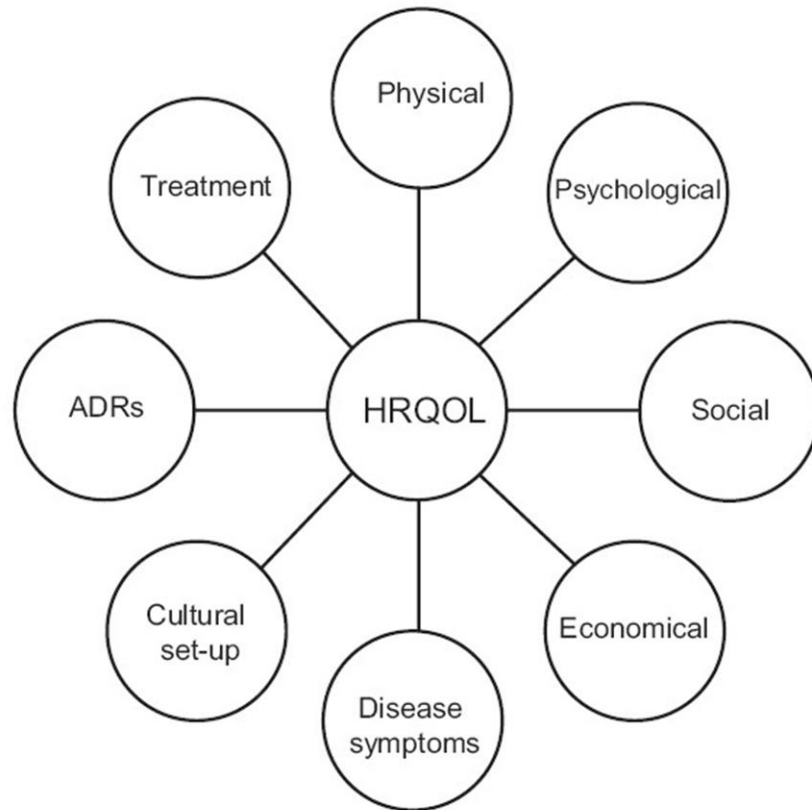 Physical
Treatment
Psychological
ADRs
HRQOL
Social
Cultural
set-up
Economical
Disease
symptoms